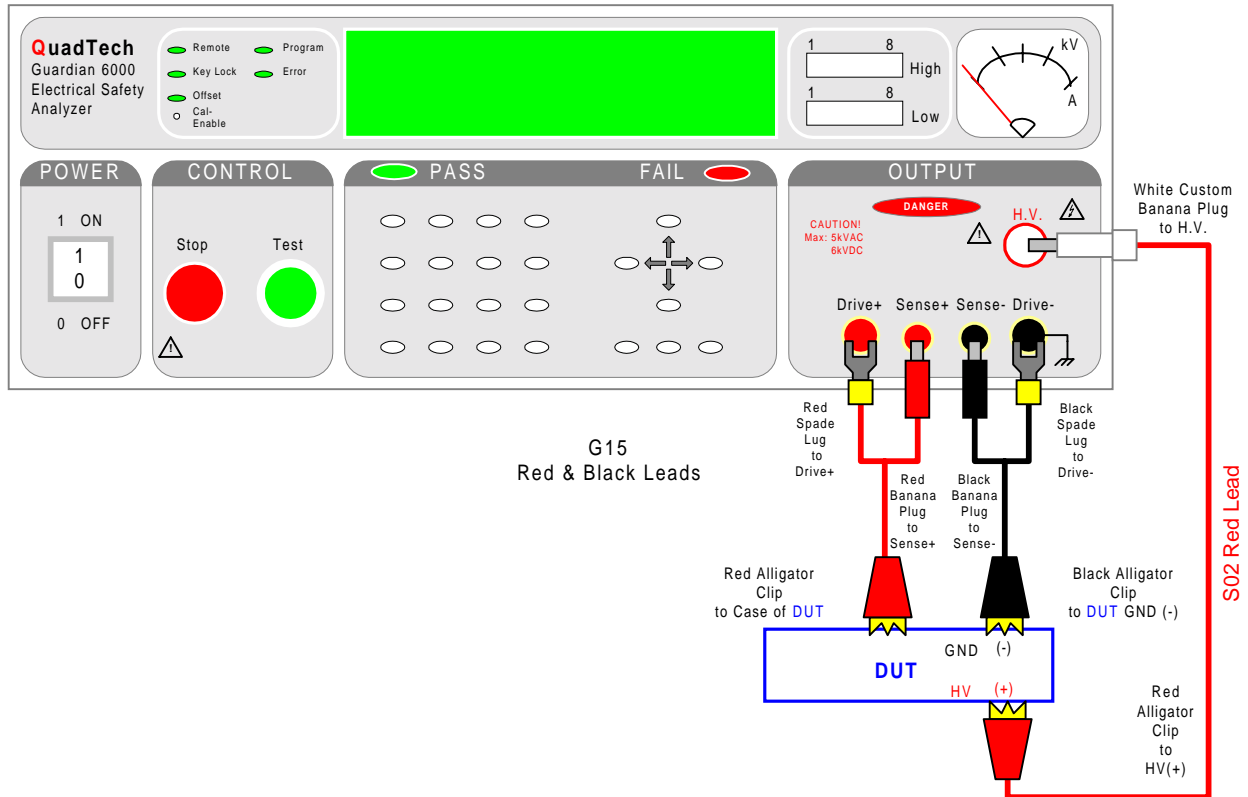 QuadTech
Guardian 6000
Electrical Safety
Analyzer
Remote
Program
Key Lock
Error
Offset
Cal-
Enable
1 8
High
1 8
Low
kV
A
POWER
1 ON
1
0
0 OFF
CONTROL
Stop
Test
PASS
FAIL
OUTPUT
DANGER
CAUTION!
Max: 5kVAC
6kVDC
H.V.
Drive+ Sense+ Sense- Drive-
White Custom
Banana Plug
to H.V.
Red
Spade
Lug
to
Drive+
Black
Spade
Lug
to
Drive-
G15
Red & Black Leads
Red
Banana
Plug
to
Sense+
Black
Banana
Plug
to
Sense-
Red Alligator
Clip
to Case of DUT
Black Alligator
Clip
to DUT GND (-)
S02 Red Lead
GND (-)
DUT
HV (+)
Red
Alligator
Clip
to
HV(+)